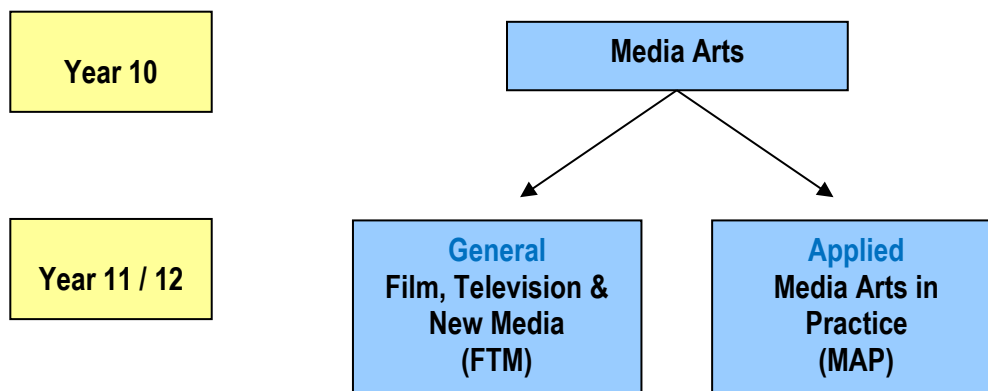 Year 10
Media Arts
Year 11 / 12
General
Film, Television &
New Media
(FTM)
Applied
Media Arts in
Practice
(MAP)